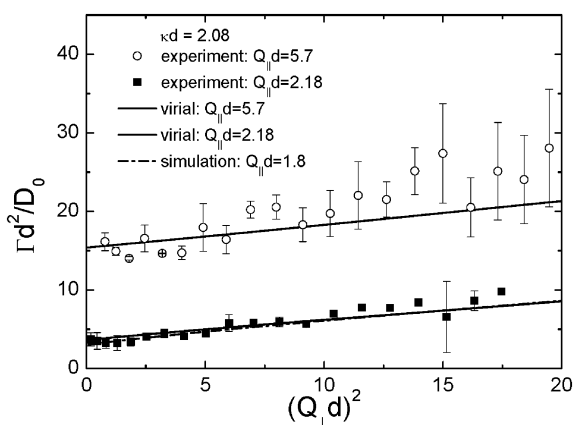 κd = 2.08
experiment: Q||d=5.7
experiment: Q||d=2.18
virial: Q||d=5.7
virial: Q||d=2.18
simulation: Q||d=1.8
40
30
20
10
0
Γd²/D₀
0 5 10 15 20
(Q⊥d)²